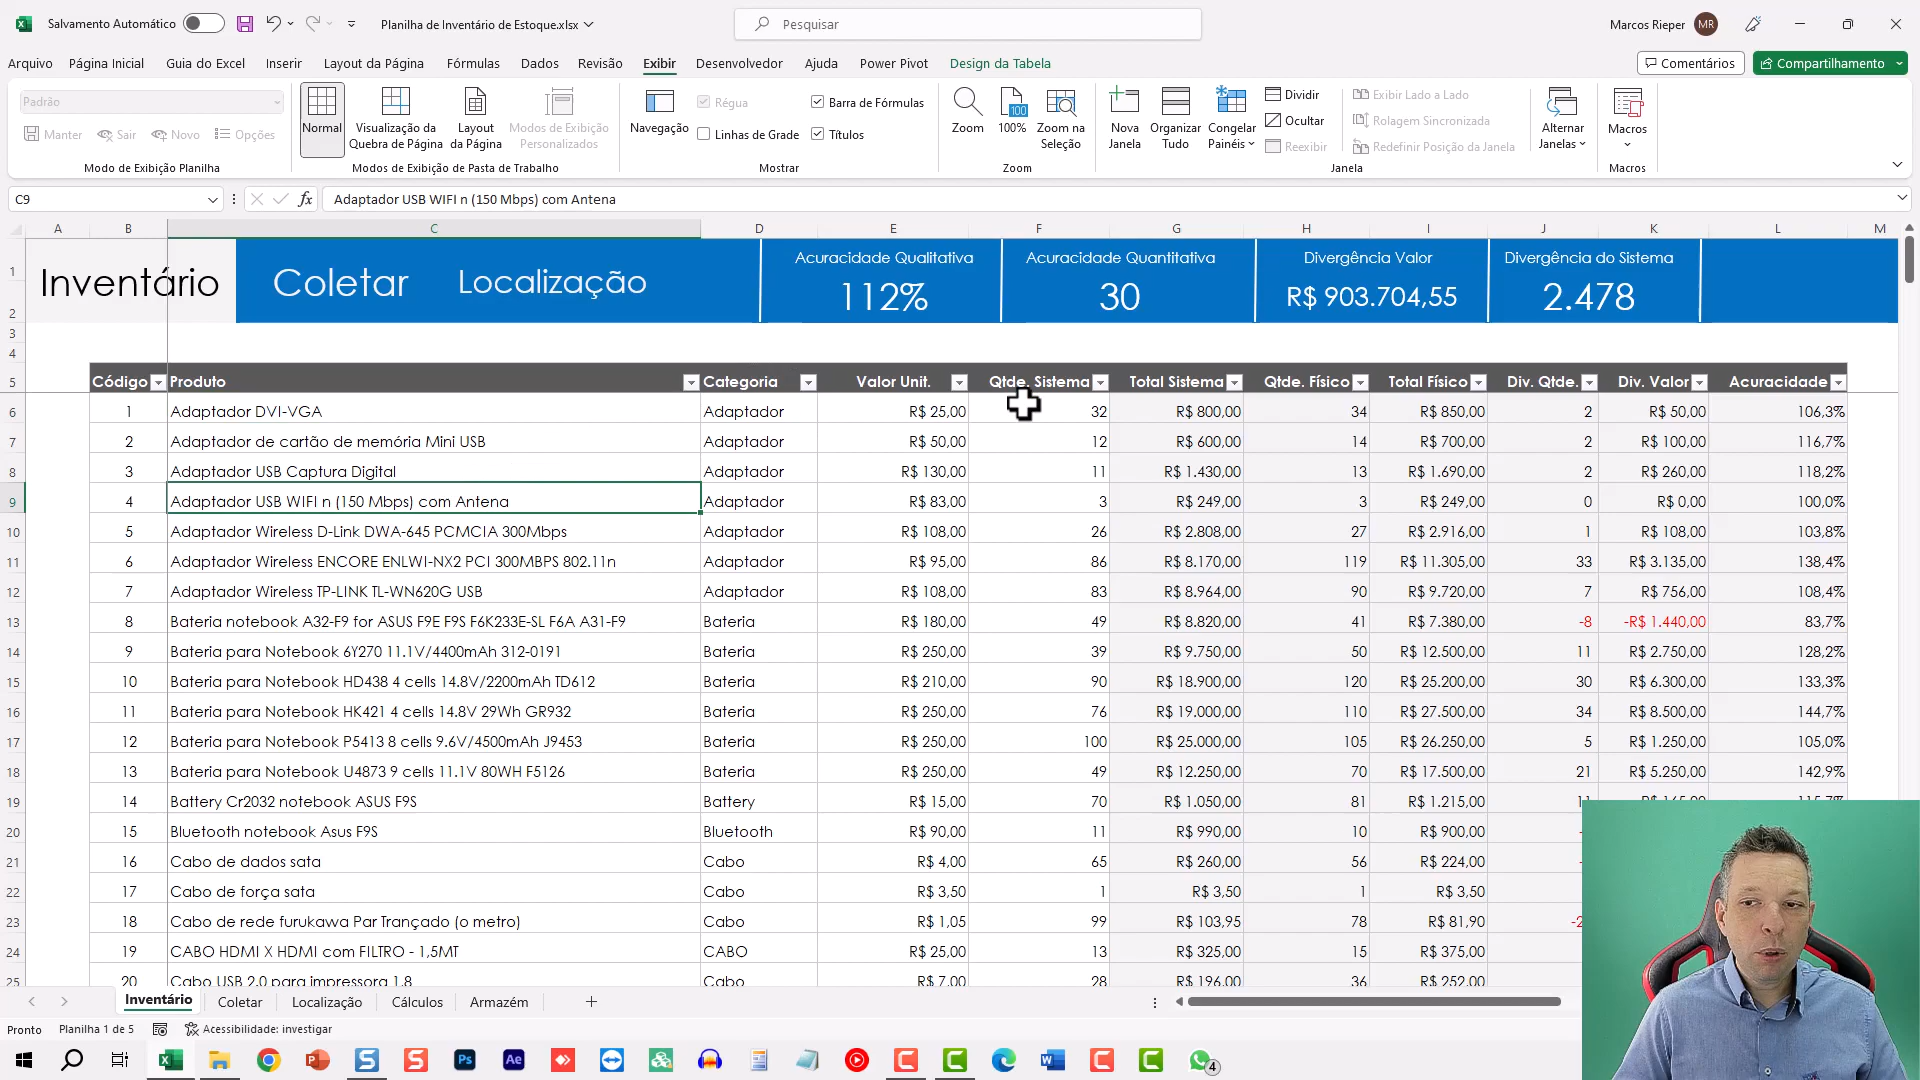 Salvamento Automático
Planilha de Inventário de Estoque.xlsx
Pesquisar
Marcos Rieper MR
Arquivo Página Inicial Guia do Excel Inserir Layout da Página Fórmulas Dados Revisão Exibir Desenvolvedor Ajuda Power Pivot Design da Tabela Comentários Compartilhamento
Padrão
Manter Sair Novo Opções
Modo de Exibição Planilha
Normal
Visualização da Quebra de Página
Layout da Página
Modos de Exibição Personalizados
Modos de Exibição de Pasta de Trabalho
Navegação
Régua
Barra de Fórmulas
Linhas de Grade
Títulos
Mostrar
Zoom
100
100%
Zoom na Seleção
Zoom
Nova Janela
Organizar Tudo
Congelar Painéis
Dividir
Ocultar
Reexibir
Exibir Lado a Lado
Rolagem Sincronizada
Redefinir Posição da Janela
Alternar Janelas
Janela
Macros
Macros
C9 fx Adaptador USB WIFI n (150 Mbps) com Antena
A B C D E F G H I J K L M
Inventário Coletar Localização
Acuracidade Qualitativa
112%
Acuracidade Quantitativa
30
Divergência Valor
R$ 903.704,55
Divergência do Sistema
2.478
1
2
3
4
5 Código Produto Categoria Valor Unit. Qtde. Sistema Total Sistema Qtde. Físico Total Físico Div. Qtde. Div. Valor Acuracidade
6 1 Adaptador DVI-VGA Adaptador R$ 25,00 32 R$ 800,00 34 R$ 850,00 2 R$ 50,00 106,3%
7 2 Adaptador de cartão de memória Mini USB Adaptador R$ 50,00 12 R$ 600,00 14 R$ 700,00 2 R$ 100,00 116,7%
8 3 Adaptador USB Captura Digital Adaptador R$ 130,00 11 R$ 1.430,00 13 R$ 1.690,00 2 R$ 260,00 118,2%
9 4 Adaptador USB WIFI n (150 Mbps) com Antena Adaptador R$ 83,00 3 R$ 249,00 3 R$ 249,00 0 R$ 0,00 100,0%
10 5 Adaptador Wireless D-Link DWA-645 PCMCIA 300Mbps Adaptador R$ 108,00 26 R$ 2.808,00 27 R$ 2.916,00 1 R$ 108,00 103,8%
11 6 Adaptador Wireless ENCORE ENLWI-NX2 PCI 300MBPS 802.11n Adaptador R$ 95,00 86 R$ 8.170,00 119 R$ 11.305,00 33 R$ 3.135,00 138,4%
12 7 Adaptador Wireless TP-LINK TL-WN620G USB Adaptador R$ 108,00 83 R$ 8.964,00 90 R$ 9.720,00 7 R$ 756,00 108,4%
13 8 Bateria notebook A32-F9 for ASUS F9E F9S F6K233E-SL F6A A31-F9 Bateria R$ 180,00 49 R$ 8.820,00 41 R$ 7.380,00 -8 -R$ 1.440,00 83,7%
14 9 Bateria para Notebook 6Y270 11.1V/4400mAh 312-0191 Bateria R$ 250,00 39 R$ 9.750,00 50 R$ 12.500,00 11 R$ 2.750,00 128,2%
15 10 Bateria para Notebook HD438 4 cells 14.8V/2200mAh TD612 Bateria R$ 210,00 90 R$ 18.900,00 120 R$ 25.200,00 30 R$ 6.300,00 133,3%
16 11 Bateria para Notebook HK421 4 cells 14.8V 29Wh GR932 Bateria R$ 250,00 76 R$ 19.000,00 110 R$ 27.500,00 34 R$ 8.500,00 144,7%
17 12 Bateria para Notebook P5413 8 cells 9.6V/4500mAh J9453 Bateria R$ 250,00 100 R$ 25.000,00 105 R$ 26.250,00 5 R$ 1.250,00 105,0%
18 13 Bateria para Notebook U4873 9 cells 11.1V 80WH F5126 Bateria R$ 250,00 49 R$ 12.250,00 70 R$ 17.500,00 21 R$ 5.250,00 142,9%
19 14 Battery Cr2032 notebook ASUS F9S Battery R$ 15,00 70 R$ 1.050,00 81 R$ 1.215,00
20 15 Bluetooth notebook Asus F9S Bluetooth R$ 90,00 11 R$ 990,00 10 R$ 900,00
21 16 Cabo de dados sata Cabo R$ 4,00 65 R$ 260,00 56 R$ 224,00
22 17 Cabo de força sata Cabo R$ 3,50 1 R$ 3,50 1 R$ 3,50
23 18 Cabo de rede furukawa Par Trançado (o metro) Cabo R$ 1,05 99 R$ 103,95 78 R$ 81,90
24 19 CABO HDMI X HDMI com FILTRO - 1,5MT CABO R$ 25,00 13 R$ 325,00 15 R$ 375,00
25 20 Cabo USB 2.0 para impressora 1.8 Cabo R$ 7,00 28 R$ 196,00 36 R$ 252,00
Inventário Coletar Localização Cálculos Armazém
Pronto Planilha 1 de 5 Acessibilidade: investigar
Ps Ae 4